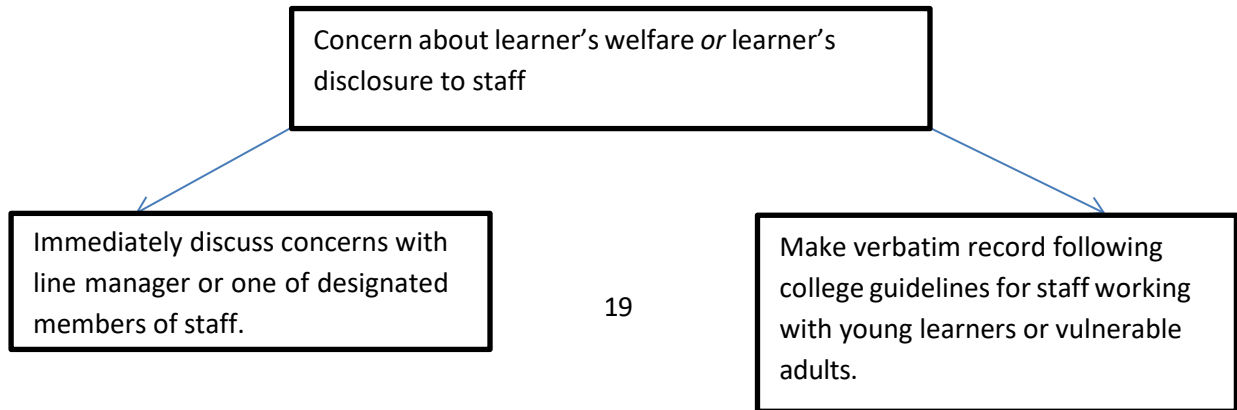 Concern about learner’s welfare or learner’s
disclosure to staff
Immediately discuss concerns with
line manager or one of designated
members of staff.
19
Make verbatim record following
college guidelines for staff working
with young learners or vulnerable
adults.